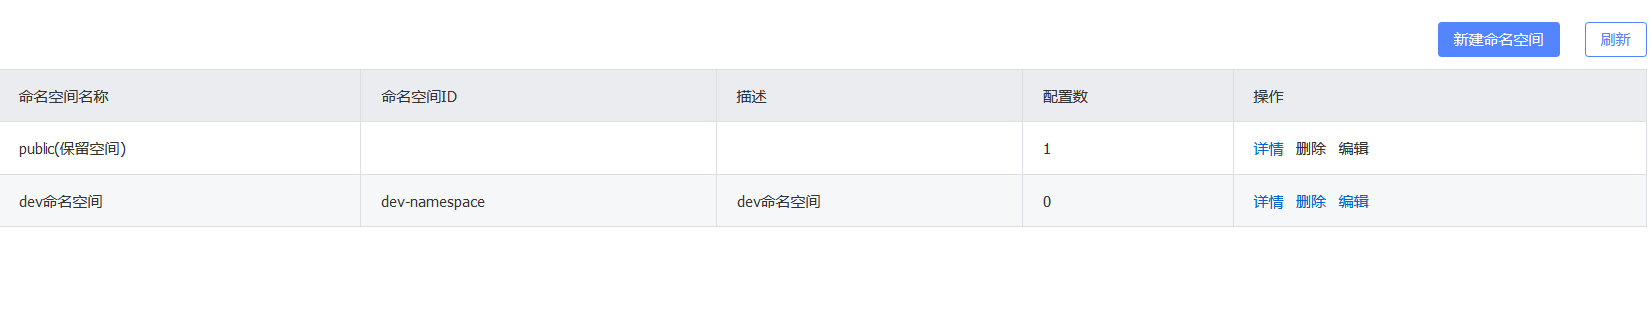 新建命名空间 刷新
命名空间名称 命名空间ID 描述 配置数 操作
public(保留空间) 1 详情 删除 编辑
dev命名空间 dev-namespace dev命名空间 0 详情 删除 编辑